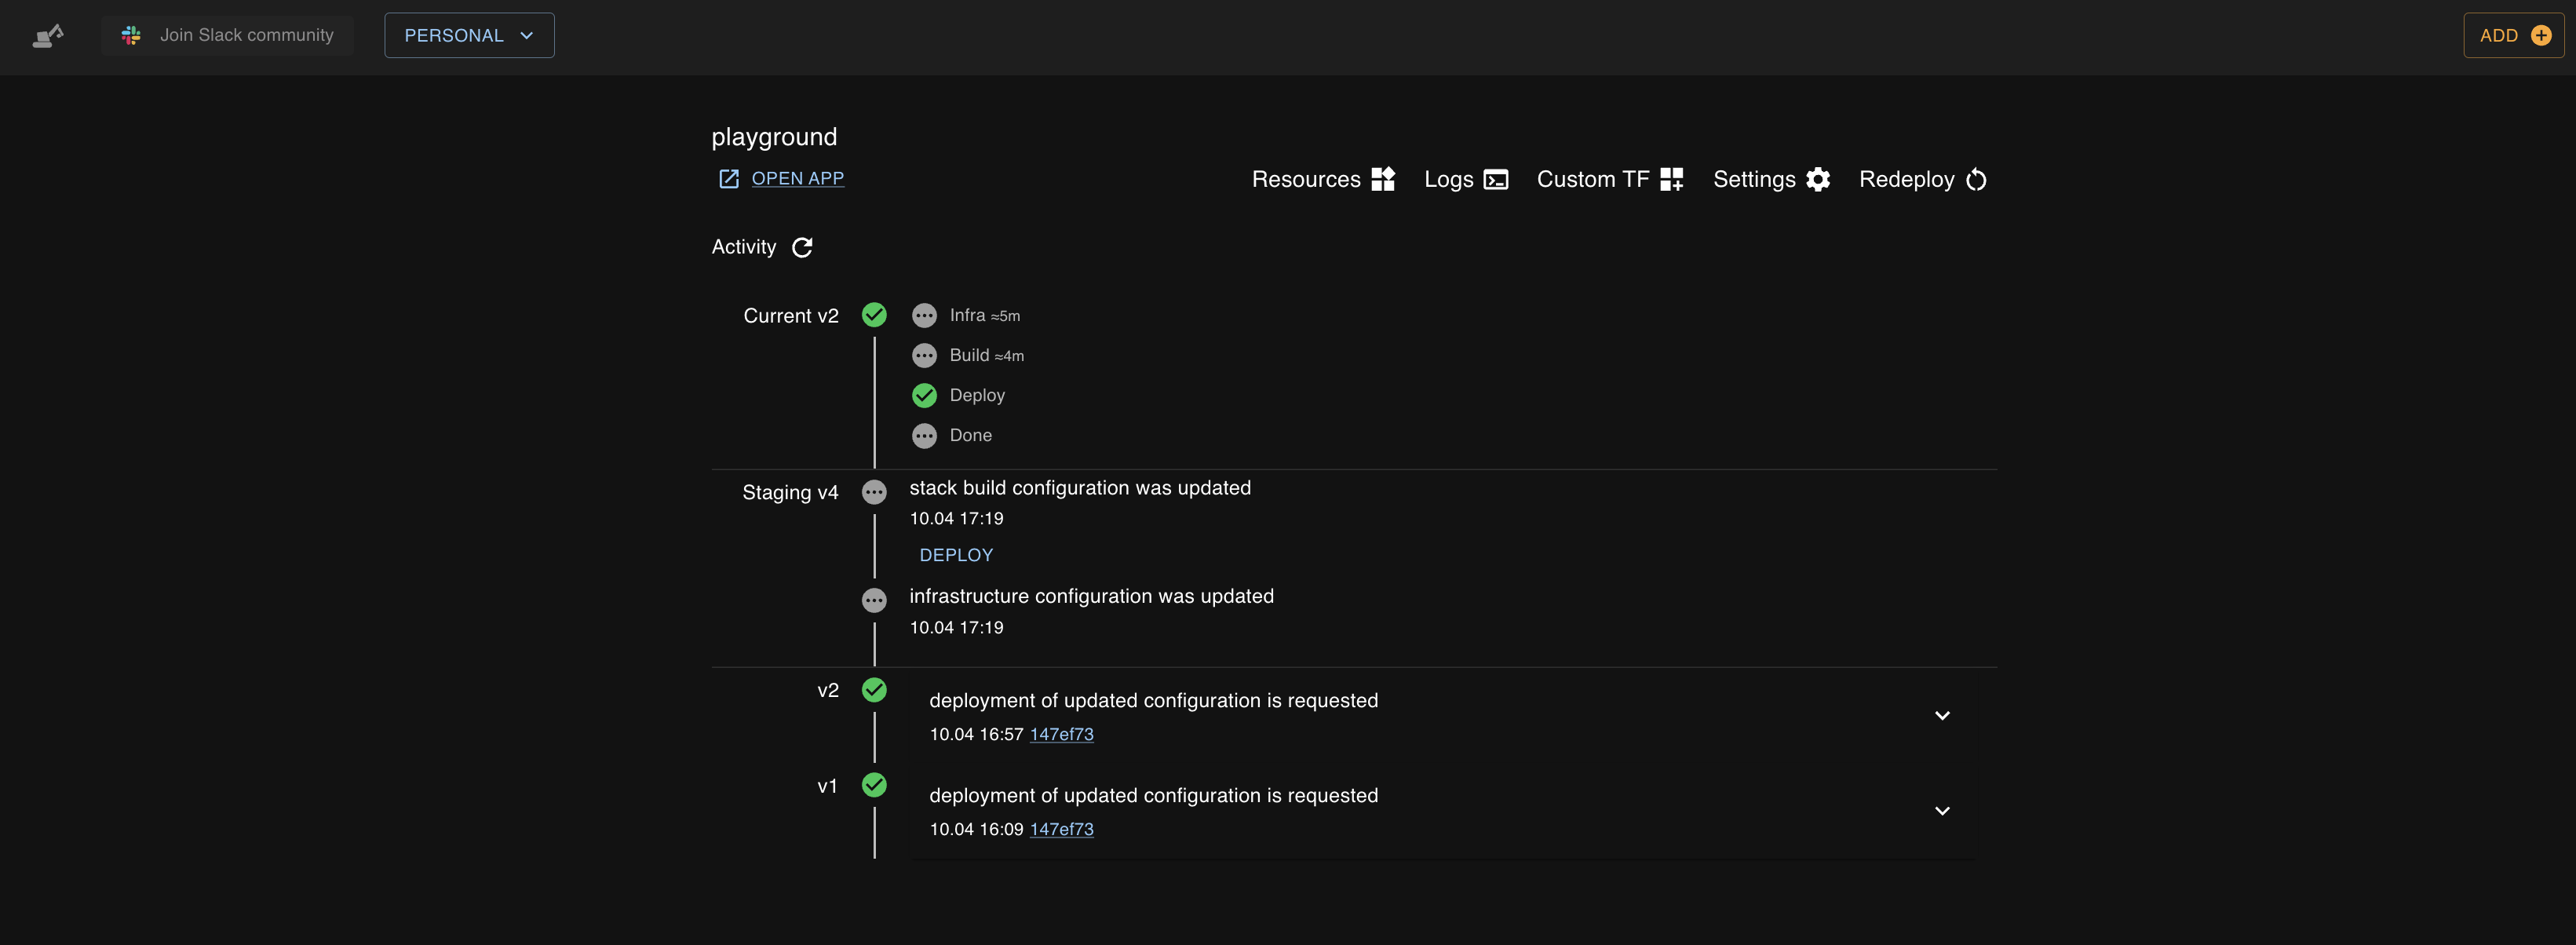 Join Slack community
PERSONAL
ADD
playground
OPEN APP
Resources
Logs
Custom TF
Settings
Redeploy
Activity
Current v2
Infra ≈5m
Build ≈4m
Deploy
Done
Staging v4
stack build configuration was updated
10.04 17:19
DEPLOY
infrastructure configuration was updated
10.04 17:19
v2
deployment of updated configuration is requested
10.04 16:57 147ef73
v1
deployment of updated configuration is requested
10.04 16:09 147ef73